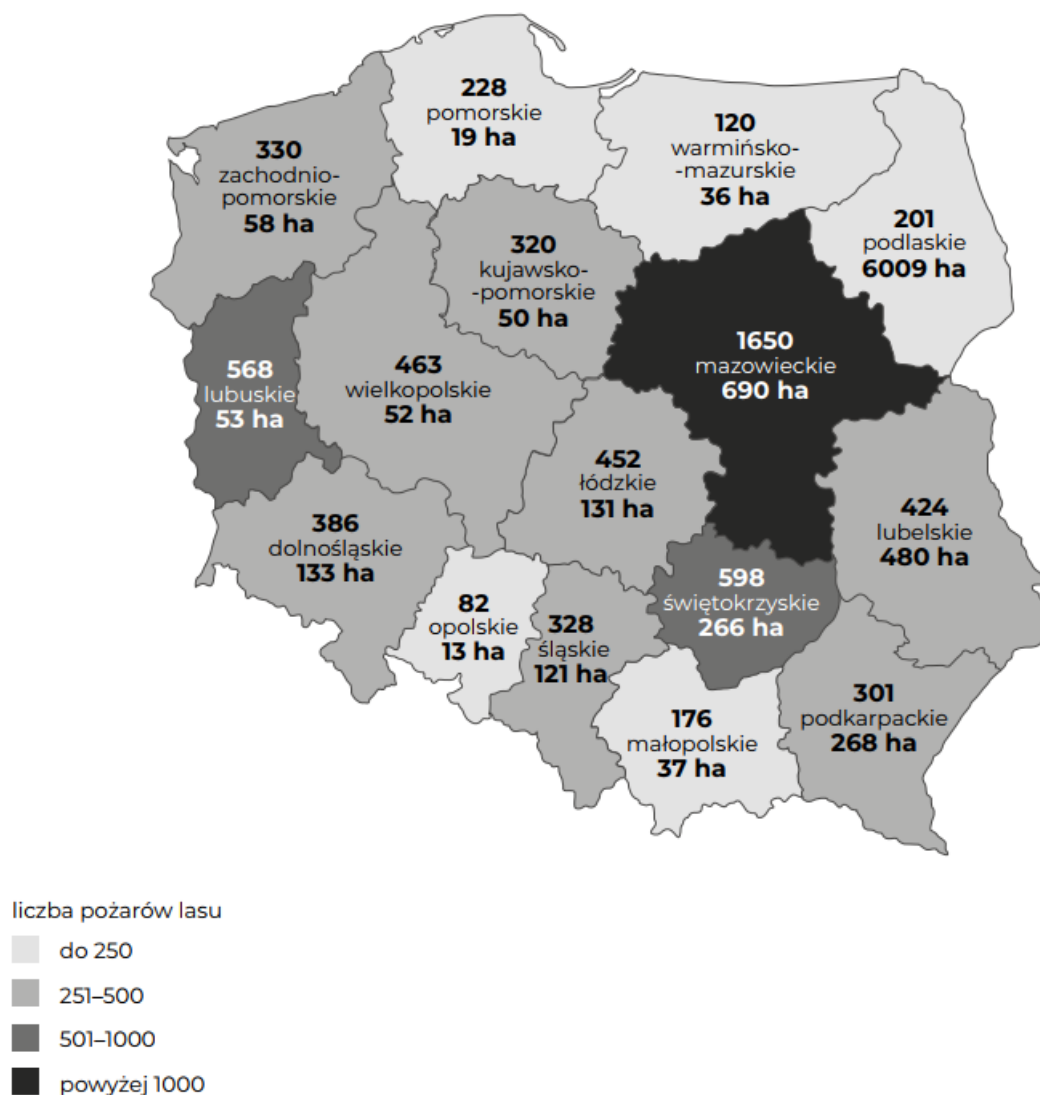 228
pomorskie
19 ha
120
warmińsko-
-mazurskie
36 ha
330
zachodnio-
pomorskie
58 ha
201
podlaskie
6009 ha
320
kujawsko-
-pomorskie
50 ha
1650
mazowieckie
690 ha
568
lubuskie
53 ha
463
wielkopolskie
52 ha
452
łódzkie
131 ha
424
lubelskie
480 ha
386
dolnośląskie
133 ha
598
świętokrzyskie
266 ha
82
opolskie
13 ha
328
śląskie
121 ha
301
podkarpackie
268 ha
176
małopolskie
37 ha
liczba pożarów lasu
do 250
251–500
501–1000
powyżej 1000